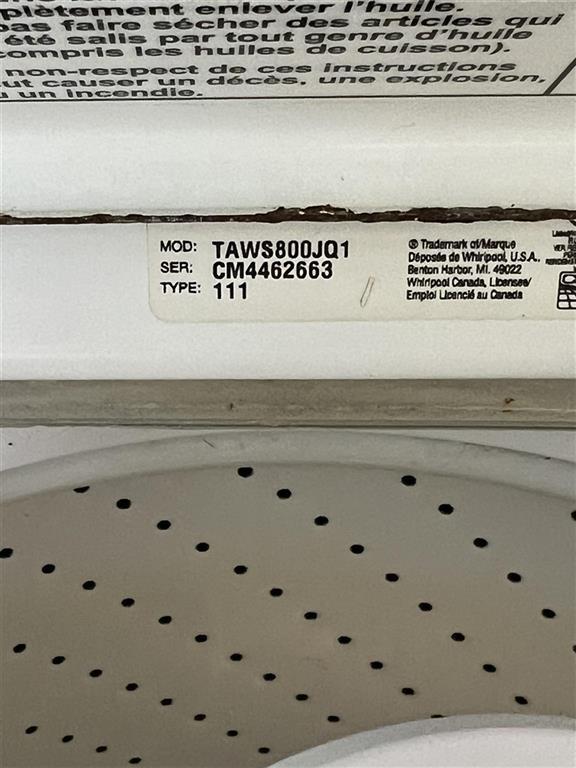 plètement enlever l'huile.
pas faire sécher des articles qui
été salis par tout genre d'huile
compris les huiles de cuisson).
non-respect de ces instructions
ut causer un décès, une explosion,
u un incendie.
MOD: TAWS800JQ1
SER: CM4462663
TYPE: 111
® Trademark of/Marque
Déposée de Whirlpool, U.S.A.,
Benton Harbor, MI. 49022
Whirlpool Canada, Licensee/
Emploi Licencié au Canada